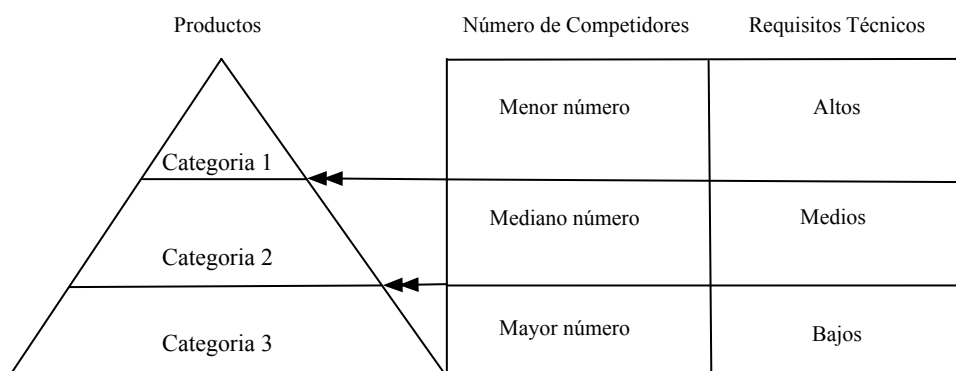 Productos
Número de Competidores
Requisitos Técnicos
Categoria 1
Menor número
Altos
Categoria 2
Mediano número
Medios
Categoria 3
Mayor número
Bajos